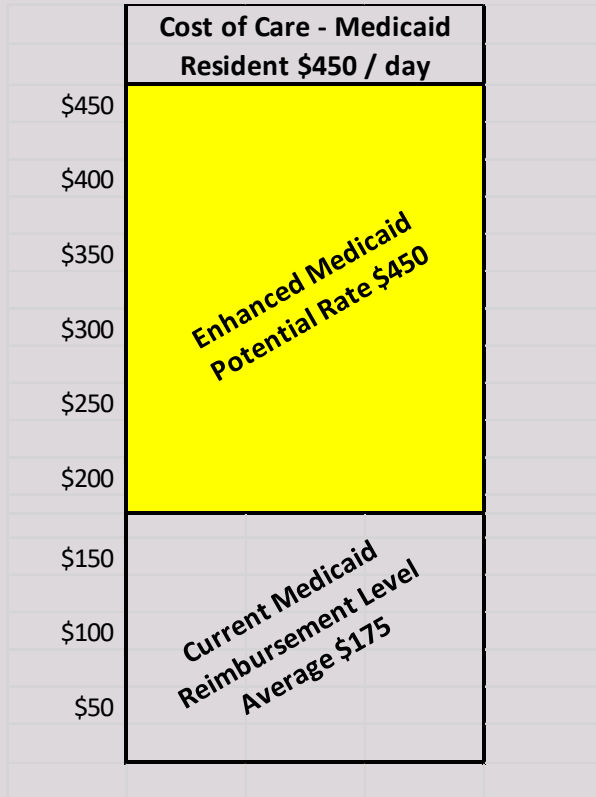 Cost of Care - Medicaid
Resident $450 / day
$450
$400
$350
$300
$250
$200
$150
$100
$50
Enhanced Medicaid
Potential Rate $450
Current Medicaid
Reimbursement Level
Average $175